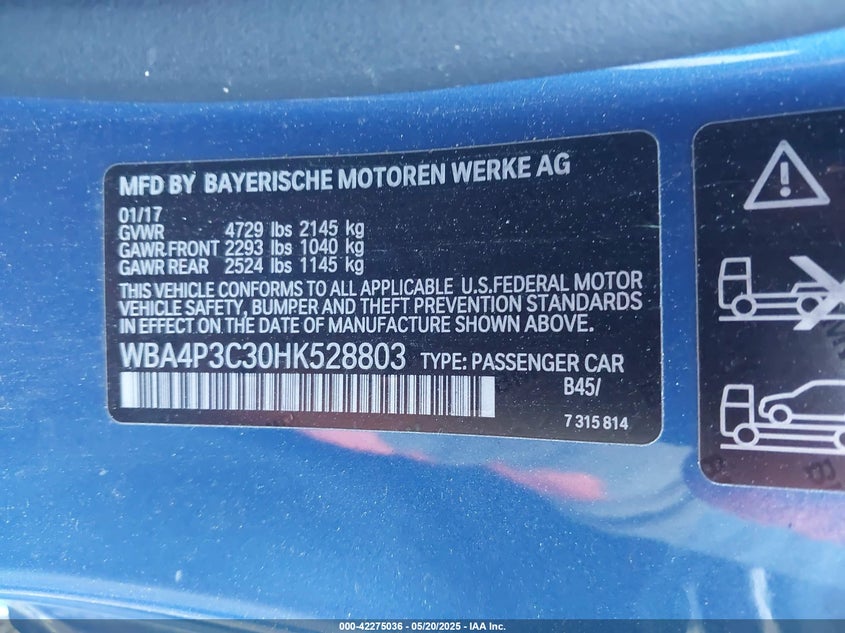 MFD BY BAYERISCHE MOTOREN WERKE AG
01/17
GVWR 4729 lbs 2145 kg
GAWR FRONT 2293 lbs 1040 kg
GAWR REAR 2524 lbs 1145 kg
THIS VEHICLE CONFORMS TO ALL APPLICABLE U.S.FEDERAL MOTOR
VEHICLE SAFETY, BUMPER AND THEFT PREVENTION STANDARDS
IN EFFECT ON THE DATE OF MANUFACTURE SHOWN ABOVE.
WBA4P3C30HK528803 TYPE: PASSENGER CAR
B45/
7 315 814
000-42275036 - 05/20/2025 - IAA Inc.